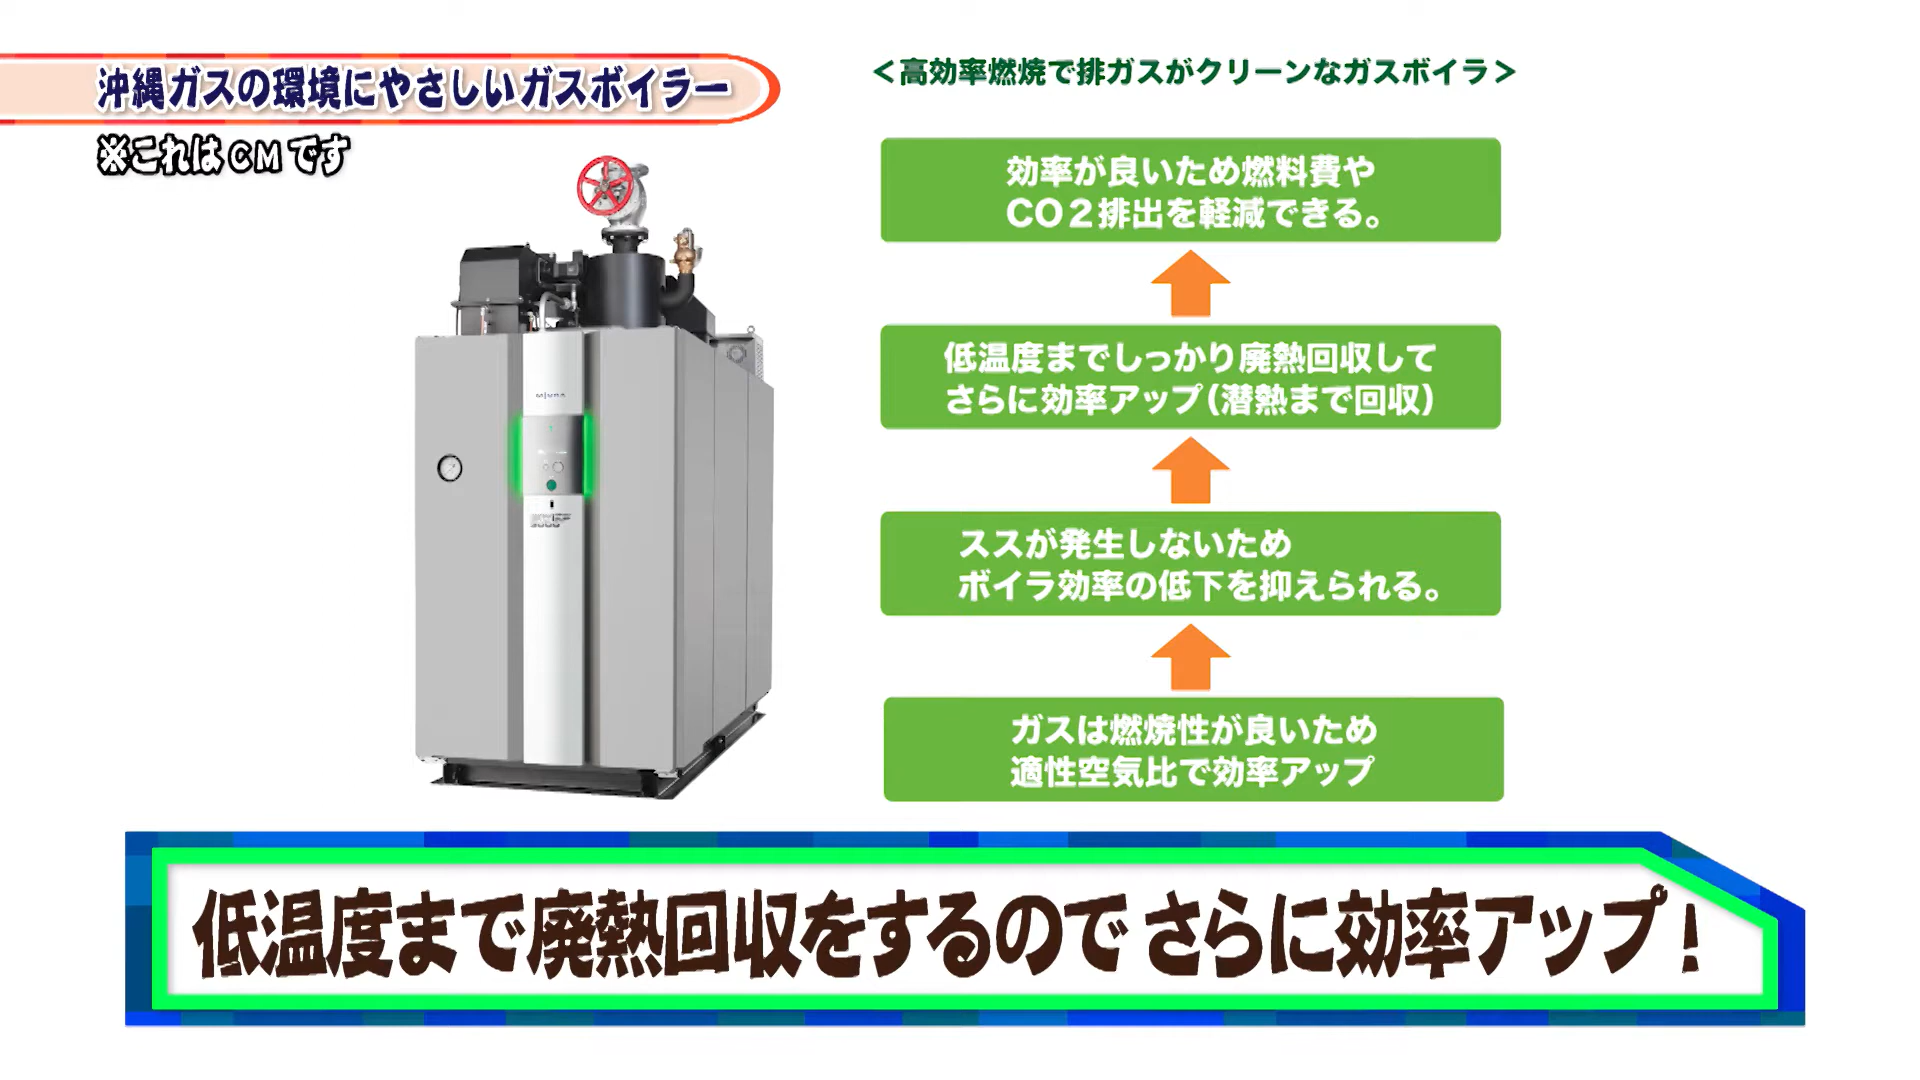 沖縄ガスの環境にやさしいガスボイラー
※これはCMです
＜高効率燃焼で排ガスがクリーンなガスボイラ＞
効率が良いため燃料費や
CO2排出を軽減できる。
低温度までしっかり廃熱回収して
さらに効率アップ(潜熱まで回収)
ススが発生しないため
ボイラ効率の低下を抑えられる。
ガスは燃焼性が良いため
適性空気比で効率アップ
低温度まで廃熱回収をするので さらに効率アップ！